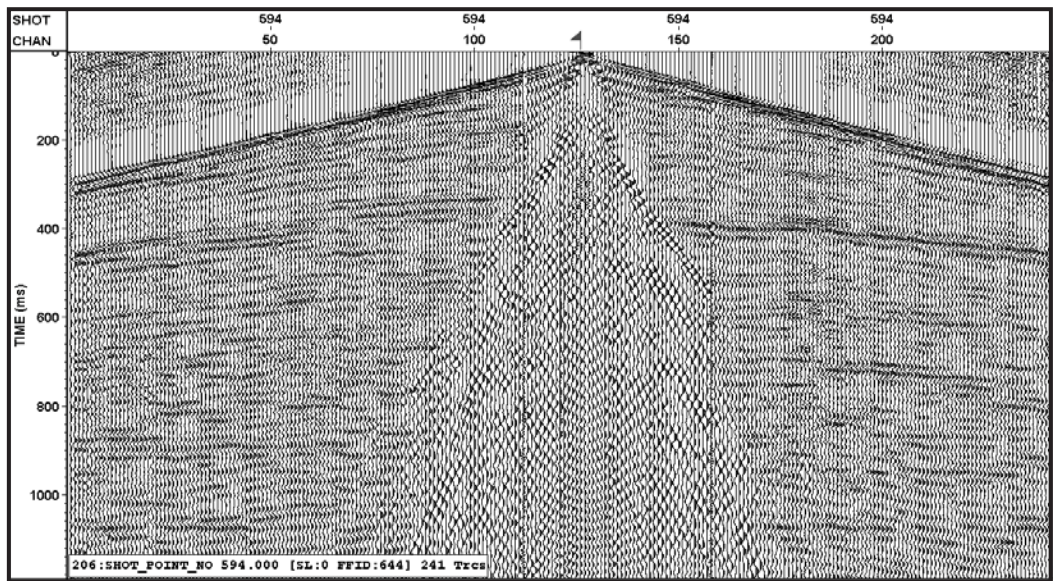 SHOT 594 594 594 594
CHAN 50 100 150 200
0
200
400
600
800
1000
TIME (ms)
206:SHOT_POINT_NO 594.000 [SL:0 FFID:644] 241 Trcs